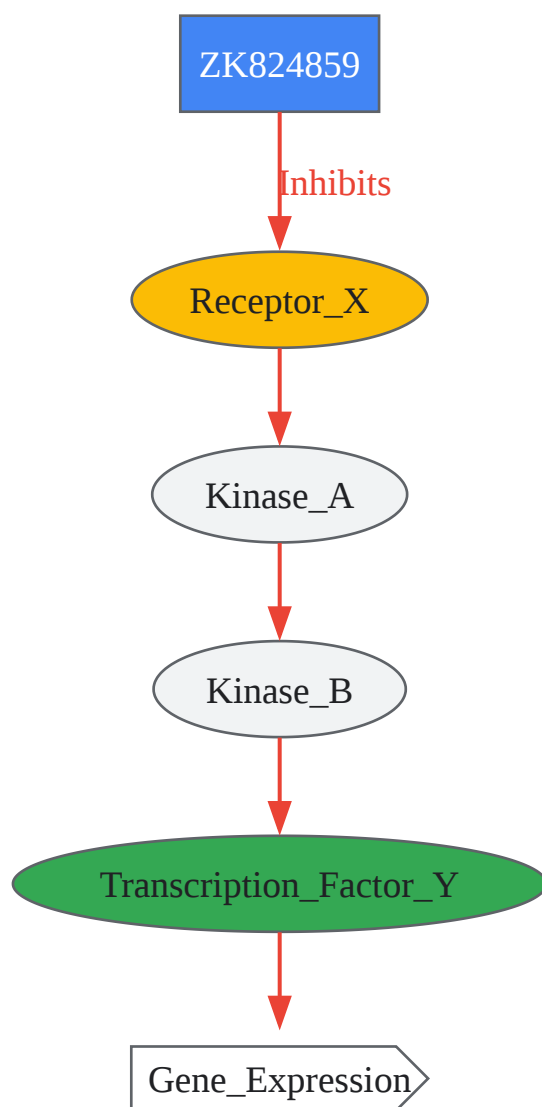 ZK824859
Inhibits
Receptor_X
Kinase_A
Kinase_B
Transcription_Factor_Y
Gene_Expression